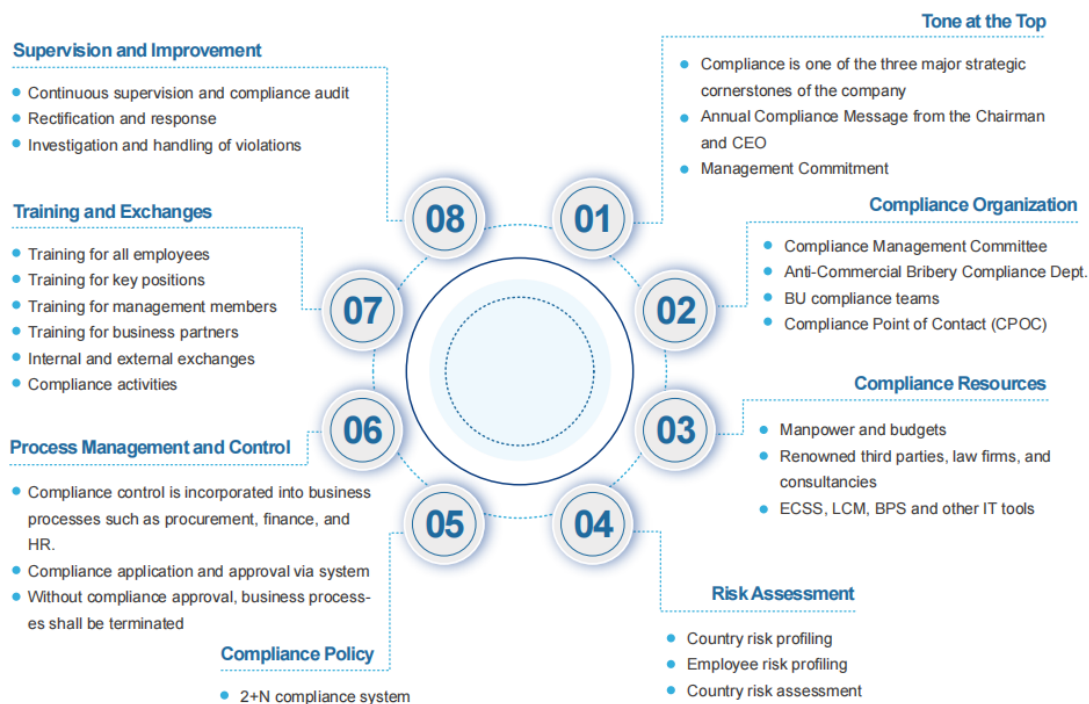 Tone at the Top
Compliance is one of the three major strategic
cornerstones of the company
Annual Compliance Message from the Chairman
and CEO
Management Commitment
01
Compliance Organization
Compliance Management Committee
Anti-Commercial Bribery Compliance Dept.
BU compliance teams
Compliance Point of Contact (CPOC)
02
Compliance Resources
Manpower and budgets
Renowned third parties, law firms, and
consultancies
ECSS, LCM, BPS and other IT tools
03
Risk Assessment
Country risk profiling
Employee risk profiling
Country risk assessment
04
Compliance Policy
2+N compliance system
05
Process Management and Control
Compliance control is incorporated into business
processes such as procurement, finance, and
HR.
Compliance application and approval via system
Without compliance approval, business process-
es shall be terminated
06
Training and Exchanges
Training for all employees
Training for key positions
Training for management members
Training for business partners
Internal and external exchanges
Compliance activities
07
Supervision and Improvement
Continuous supervision and compliance audit
Rectification and response
Investigation and handling of violations
08